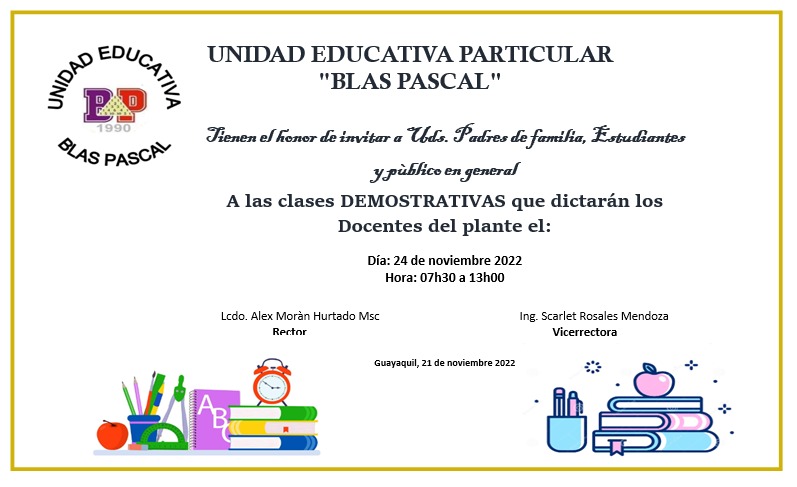 UNIDAD EDUCATIVA
BP
1990
BLAS PASCAL
UNIDAD EDUCATIVA PARTICULAR
"BLAS PASCAL"
Tienen el honor de invitar a Uds. Padres de familia, Estudiantes
y pùblico en general
A las clases DEMOSTRATIVAS que dictarán los
Docentes del plante el:
Día: 24 de noviembre 2022
Hora: 07h30 a 13h00
Lcdo. Alex Moràn Hurtado Msc
Rector
Ing. Scarlet Rosales Mendoza
Vicerrectora
Guayaquil, 21 de noviembre 2022
ABC